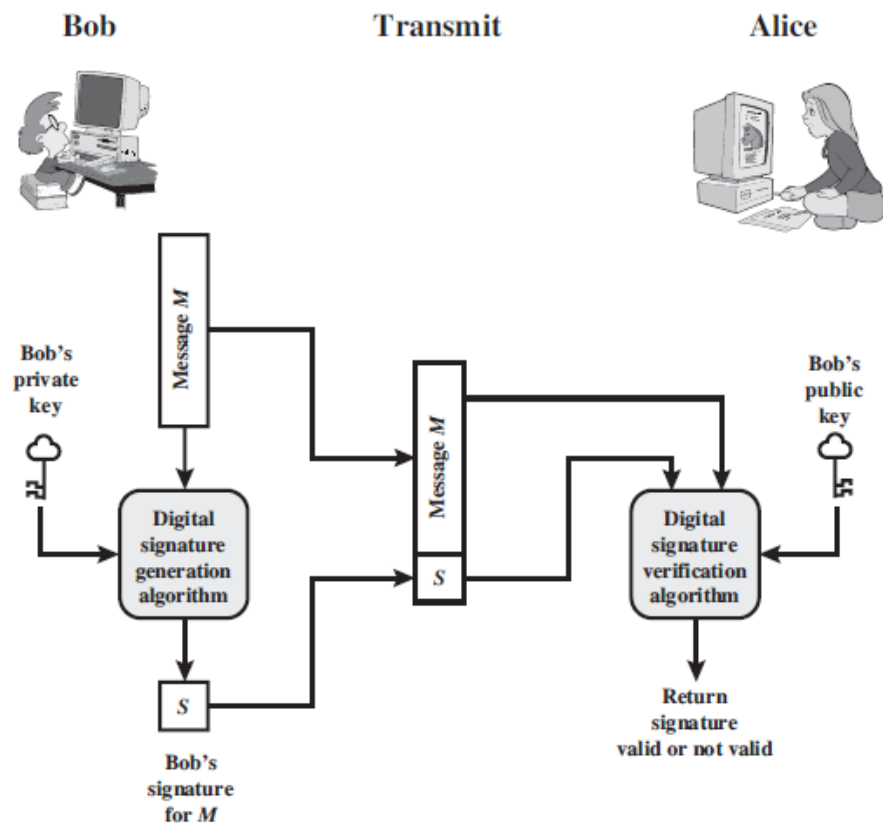 Bob
Transmit
Alice
Message M
Bob's
private
key
Digital
signature
generation
algorithm
S
Bob's
signature
for M
Message M
S
Bob's
public
key
Digital
signature
verification
algorithm
Return
signature
valid or not valid